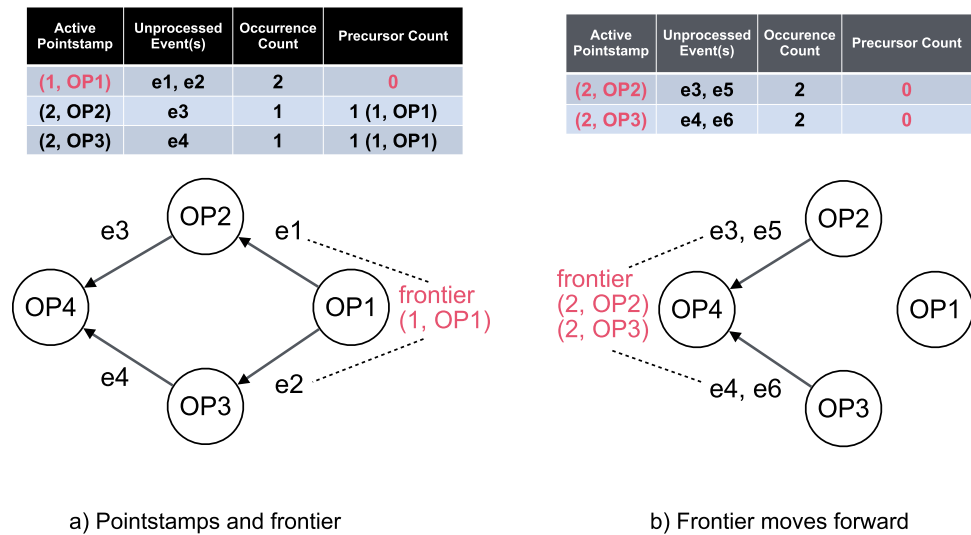 Active Pointstamp Unprocessed Event(s) Occurrence Count Precursor Count
(1, OP1) e1, e2 2 0
(2, OP2) e3 1 1 (1, OP1)
(2, OP3) e4 1 1 (1, OP1)
OP2
e3
e1
OP4
OP1
frontier
(1, OP1)
e4
e2
OP3
a) Pointstamps and frontier
Active Pointstamp Unprocessed Event(s) Occurence Count Precursor Count
(2, OP2) e3, e5 2 0
(2, OP3) e4, e6 2 0
OP2
e3, e5
frontier
(2, OP2)
(2, OP3)
OP4
OP1
e4, e6
OP3
b) Frontier moves forward